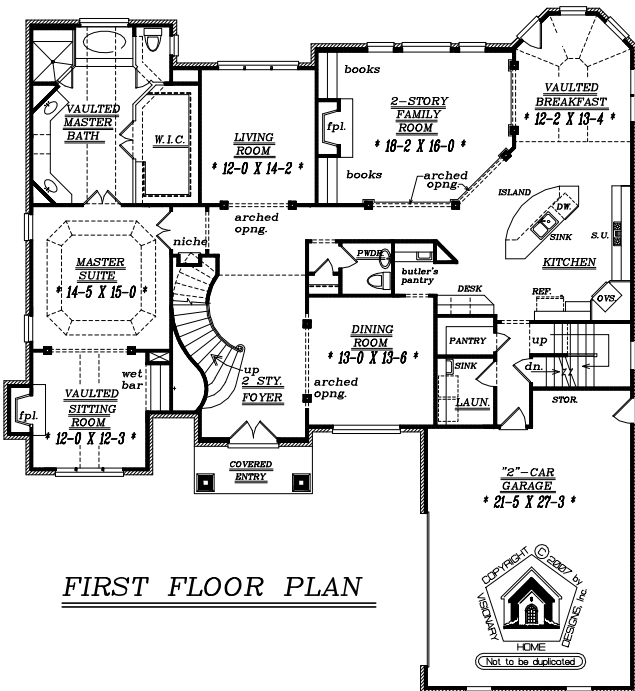 books
VAULTED
BREAKFAST
12-2 X 13-4
2-STORY
FAMILY
ROOM
18-2 X 16-0
fpl.
books
VAULTED
MASTER
BATH
W.I.C.
LIVING
ROOM
12-0 X 14-2
arched
opng.
arched
opng.
ISLAND
DW.
SINK
S.U.
KITCHEN
OVS.
REF.
niche
PWDR.
butler's
pantry
DESK
MASTER
SUITE
* 14-5 X 15-0 *
up
2 STY.
FOYER
DINING
ROOM
* 13-0 X 13-6 *
arched
opng.
PANTRY
up
dn.
SINK
LAUN.
STOR.
wet
bar
fpl.
VAULTED
SITTING
ROOM
* 12-0 X 12-3 *
COVERED
ENTRY
"2"-CAR
GARAGE
* 21-5 X 27-3 *
FIRST FLOOR PLAN
COPYRIGHT © 2007 by
VISIONARY
HOME
DESIGNS, Inc.
Not to be duplicated